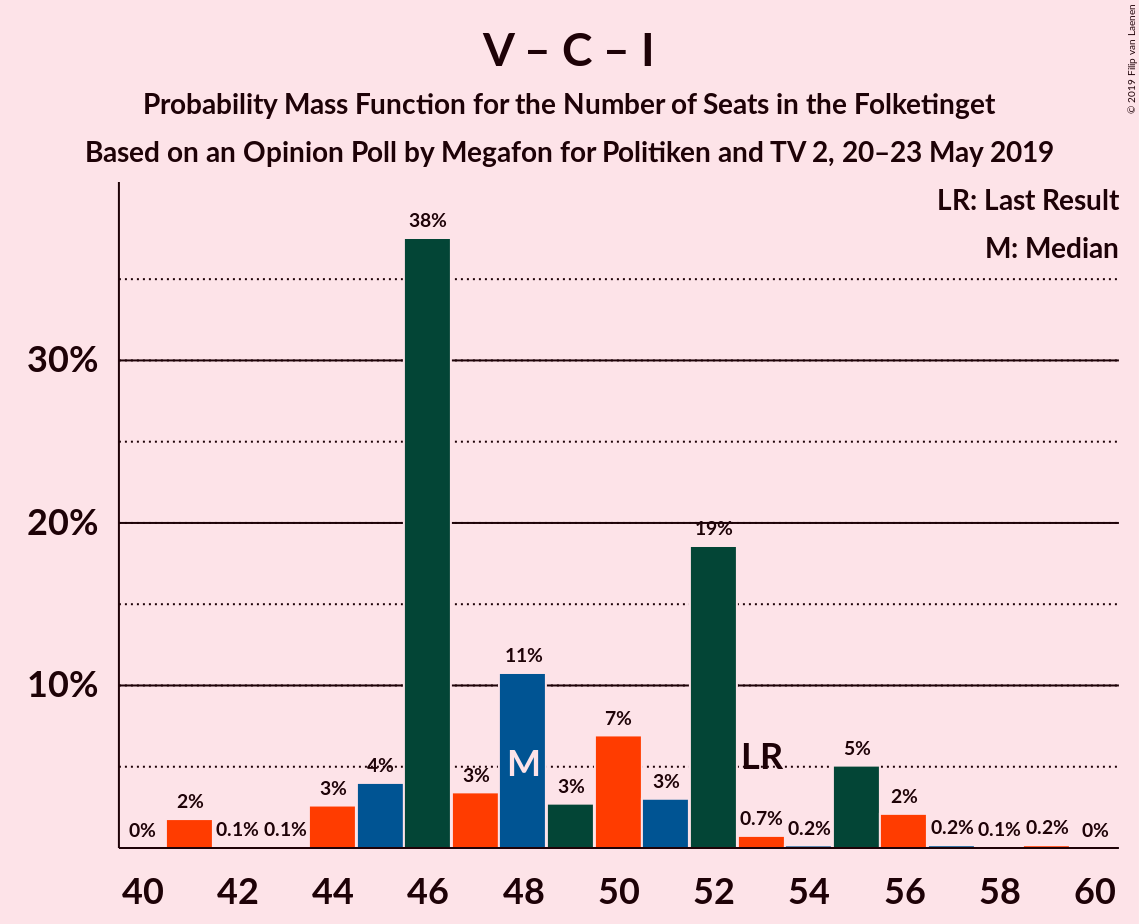 V – C – I
Probability Mass Function for the Number of Seats in the Folketinget
Based on an Opinion Poll by Megafon for Politiken and TV 2, 20–23 May 2019
© 2019 Filip van Laenen
LR: Last Result
M: Median
30%
20%
10%
0%
2%
0.1%
0.1%
3%
4%
38%
3%
11%
3%
7%
3%
19%
0.7%
0.2%
5%
2%
0.2%
0.1%
0.2%
0%
M
LR
40 42 44 46 48 50 52 54 56 58 60